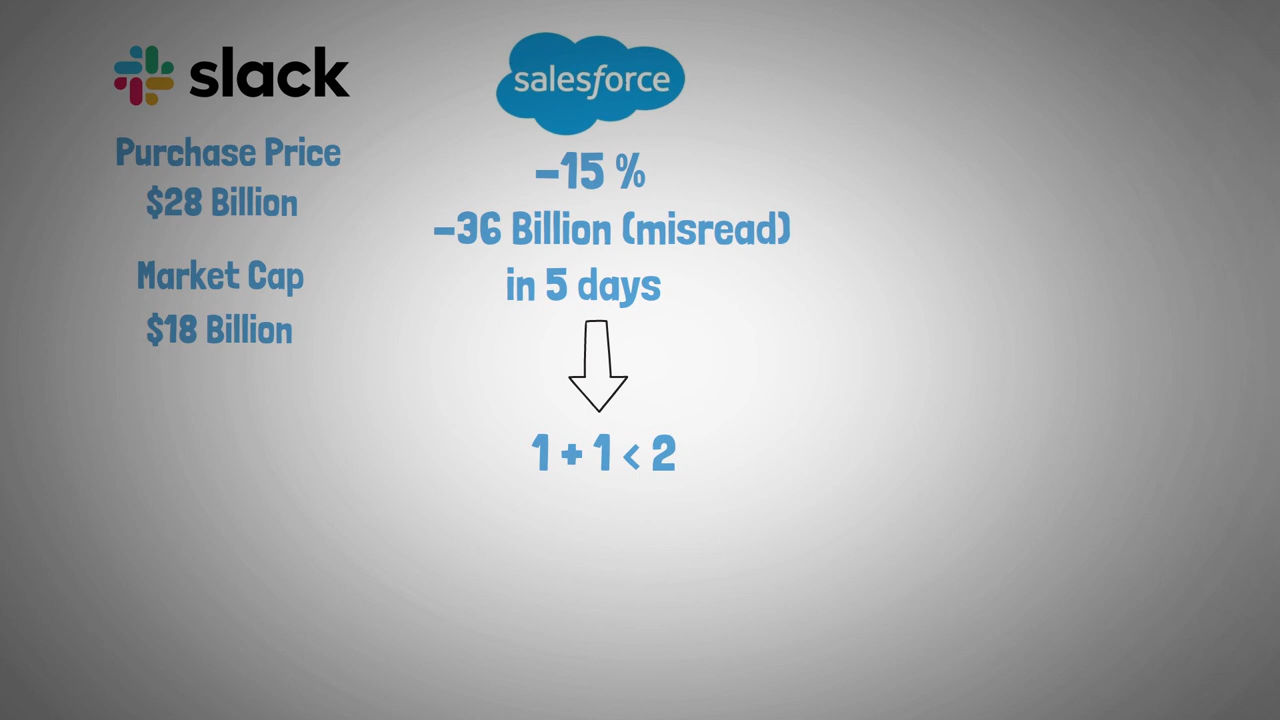 slack
Purchase Price
$28 Billion
Market Cap
$18 Billion
salesforce
-15 %
-36 Billion (misread)
in 5 days
1 + 1 < 2